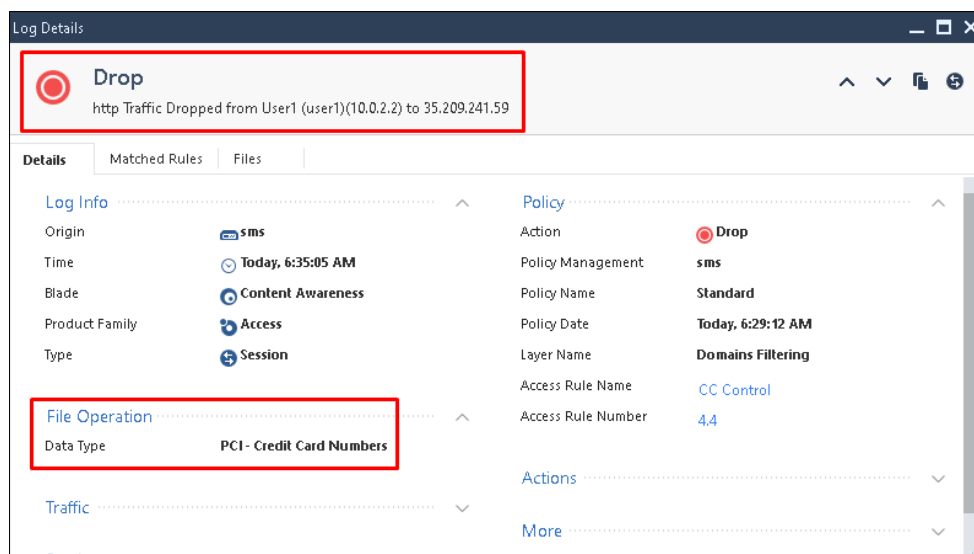 Log Details
Drop
http Traffic Dropped from User1 (user1)(10.0.2.2) to 35.209.241.59
Details Matched Rules Files
Log Info
Origin sms
Time Today, 6:35:05 AM
Blade Content Awareness
Product Family Access
Type Session
File Operation
Data Type PCI - Credit Card Numbers
Traffic
Policy
Action Drop
Policy Management sms
Policy Name Standard
Policy Date Today, 6:29:12 AM
Layer Name Domains Filtering
Access Rule Name CC Control
Access Rule Number 4.4
Actions
More